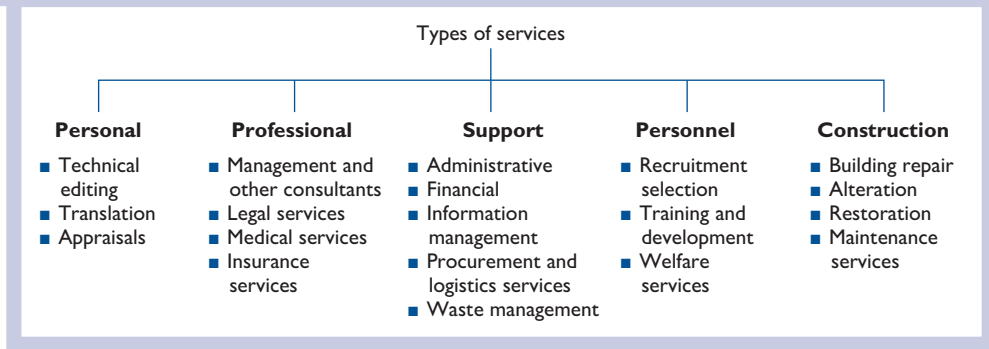 Types of services
Personal
■ Technical
editing
■ Translation
■ Appraisals
Professional
■ Management and
other consultants
■ Legal services
■ Medical services
■ Insurance
services
Support
■ Administrative
■ Financial
■ Information
management
■ Procurement and
logistics services
■ Waste management
Personnel
■ Recruitment
selection
■ Training and
development
■ Welfare
services
Construction
■ Building repair
■ Alteration
■ Restoration
■ Maintenance
services